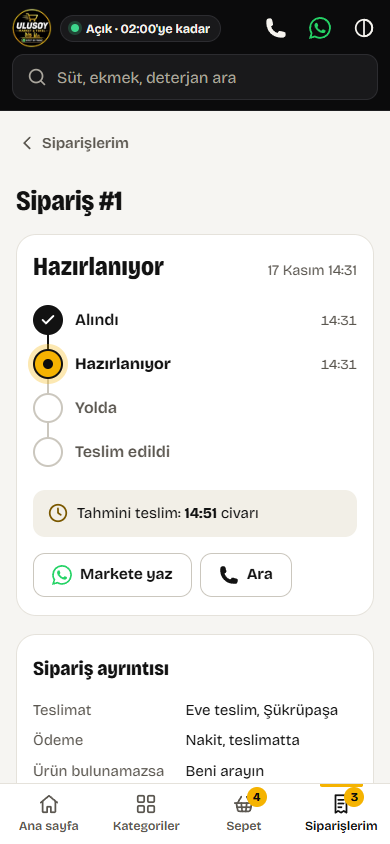 ULUSOY
Açık · 02:00'ye kadar
Süt, ekmek, deterjan ara
Siparişlerim
Sipariş #1
Hazırlanıyor
17 Kasım 14:31
Alındı
14:31
Hazırlanıyor
14:31
Yolda
Teslim edildi
Tahmini teslim: 14:51 civarı
Markete yaz
Ara
Sipariş ayrıntısı
Teslimat
Eve teslim, Şükrüpaşa
Ödeme
Nakit, teslimatta
Ürün bulunamazsa
Beni arayın
4
3
Ana sayfa
Kategoriler
Sepet
Siparişlerim